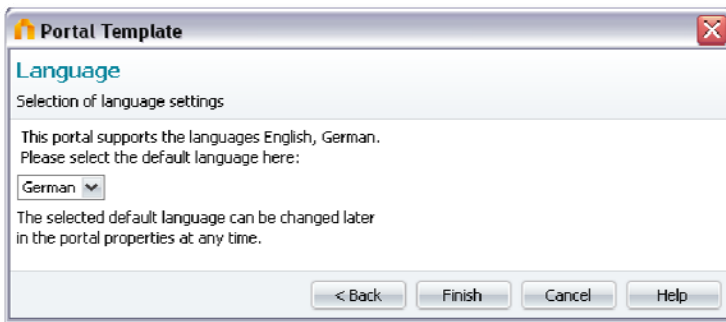 Portal Template
Language
Selection of language settings
This portal supports the languages English, German.
Please select the default language here:
German
The selected default language can be changed later
in the portal properties at any time.
< Back Finish Cancel Help